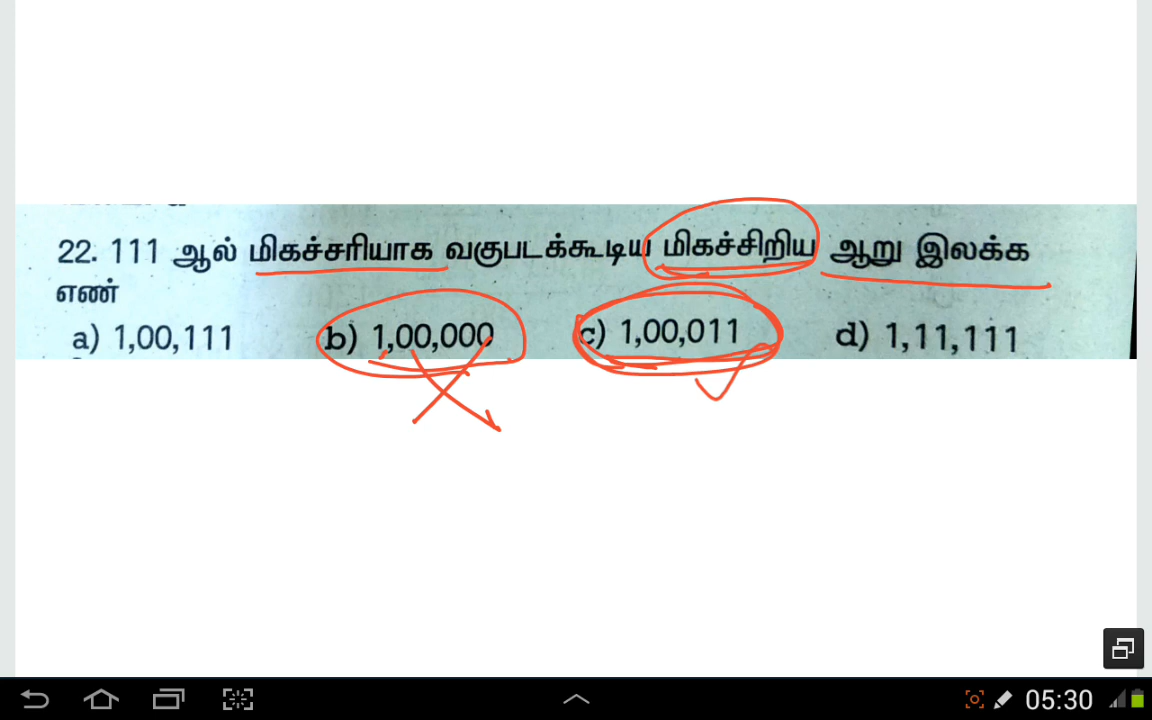 22. 111 ஆல் மிகச்சரியாக வகுபடக்கூடிய மிகச்சிறிய ஆறு இலக்க
எண்
a) 1,00,111 b) 1,00,000 c) 1,00,011 d) 1,11,111
05:30